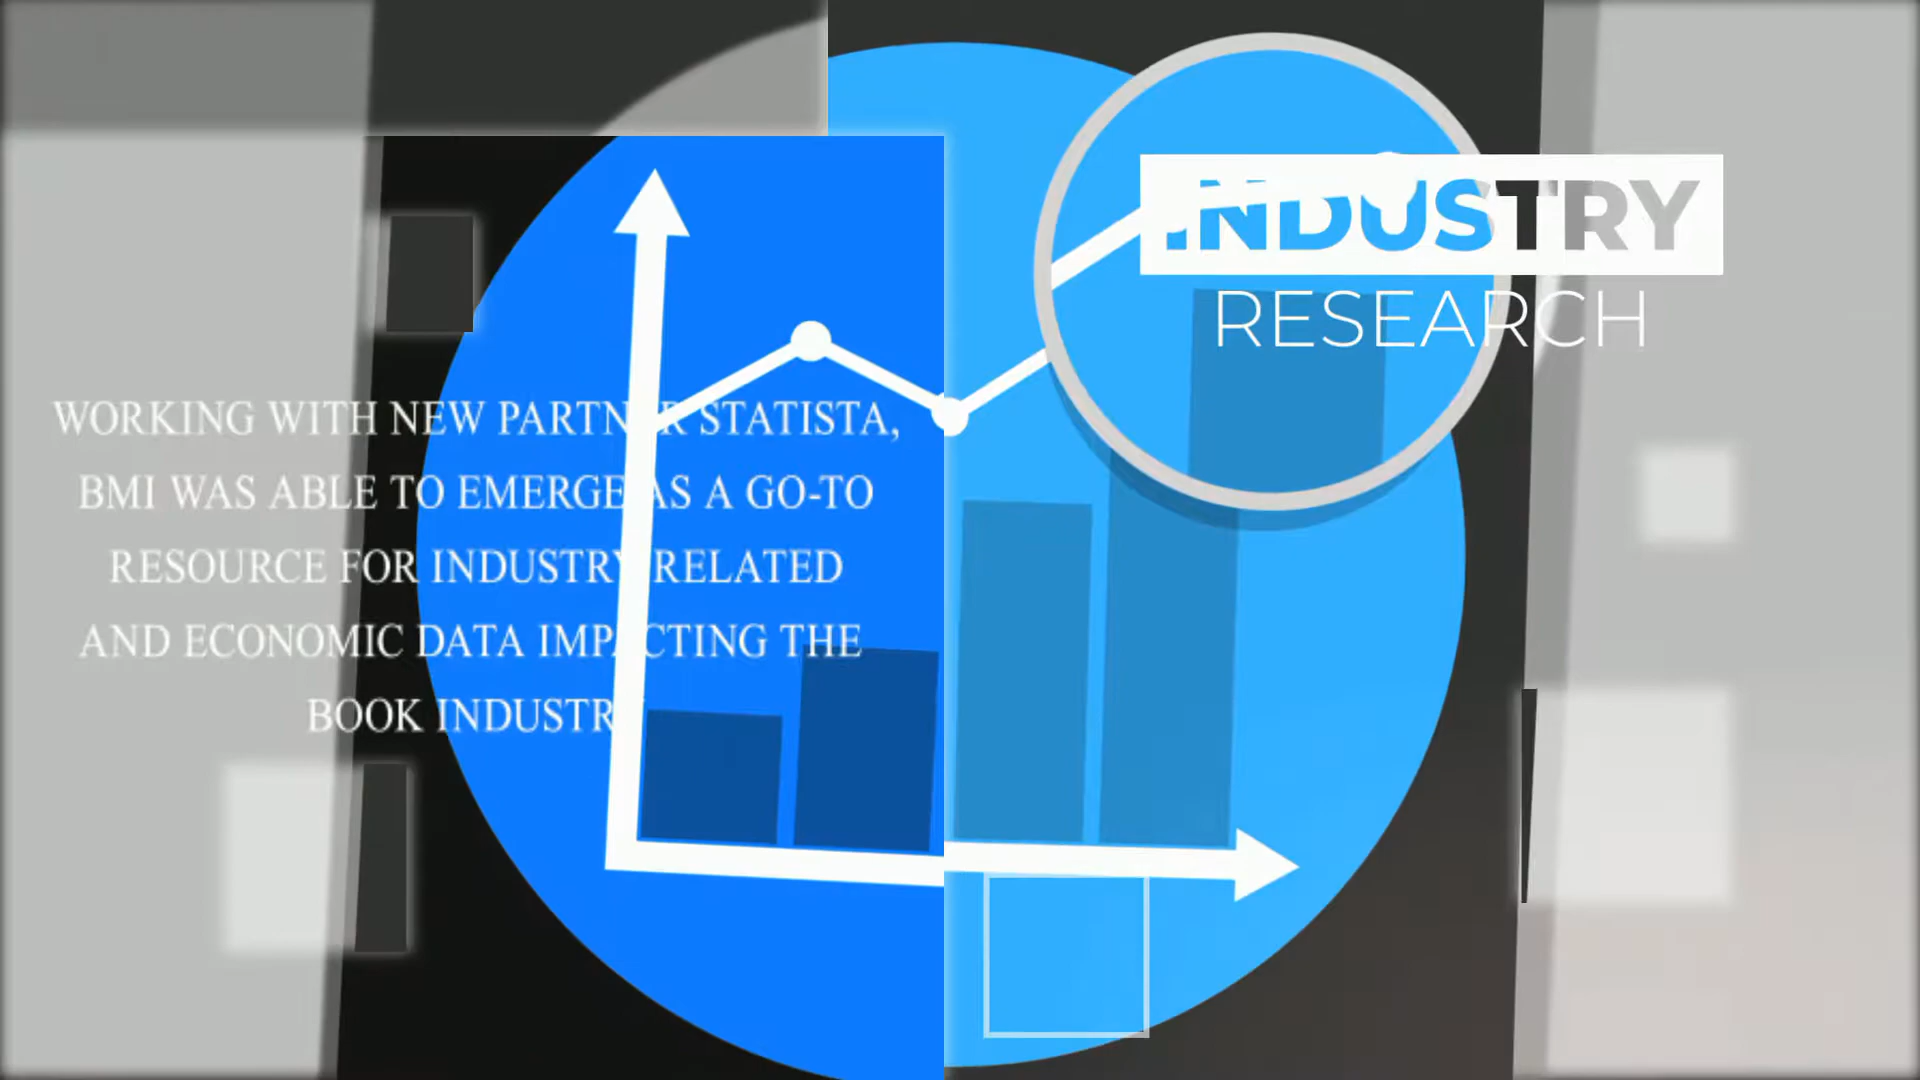 INDUSTRY
RESEARCH
WORKING WITH NEW PARTNER STATISTA,
BMI WAS ABLE TO EMERGE AS A GO-TO
RESOURCE FOR INDUSTRY RELATED
AND ECONOMIC DATA IMPACTING THE
BOOK INDUSTRY